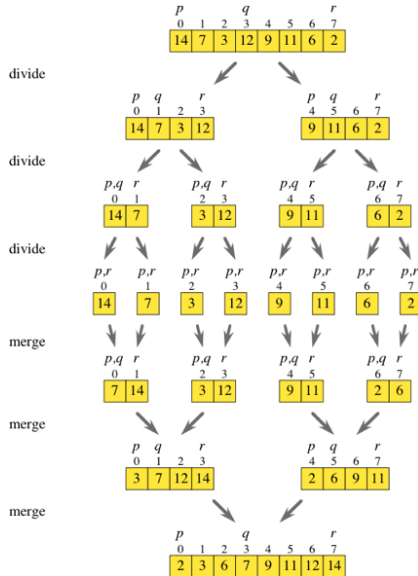 p q r
0 1 2 3 4 5 6 7
14 7 3 12 9 11 6 2
divide
p q r p q r
0 1 2 3 4 5 6 7
14 7 3 12 9 11 6 2
divide
p,q r p,q r p,q r p,q r
0 1 2 3 4 5 6 7
14 7 3 12 9 11 6 2
divide
p,r p,r p,r p,r p,r p,r p,r p,r
0 1 2 3 4 5 6 7
14 7 3 12 9 11 6 2
merge
p,q r p,q r p,q r p,q r
0 1 2 3 4 5 6 7
7 14 3 12 9 11 2 6
merge
p q r p q r
0 1 2 3 4 5 6 7
3 7 12 14 2 6 9 11
merge
p q r
0 1 2 3 4 5 6 7
2 3 6 7 9 11 12 14